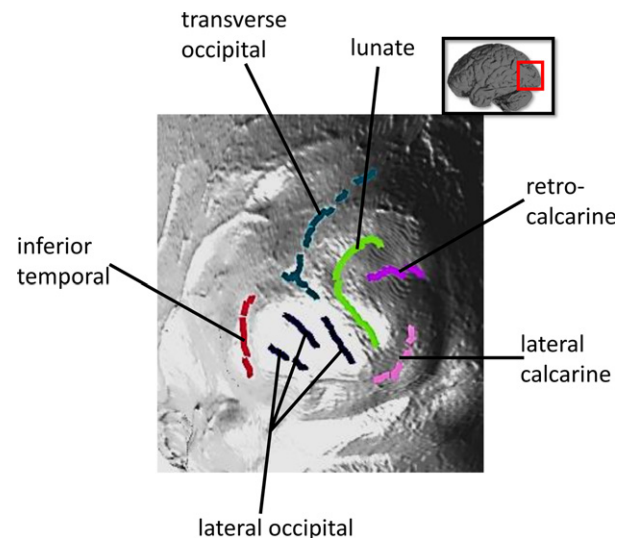 transverse
occipital
lunate
retro-
calcarine
inferior
temporal
lateral
calcarine
lateral occipital